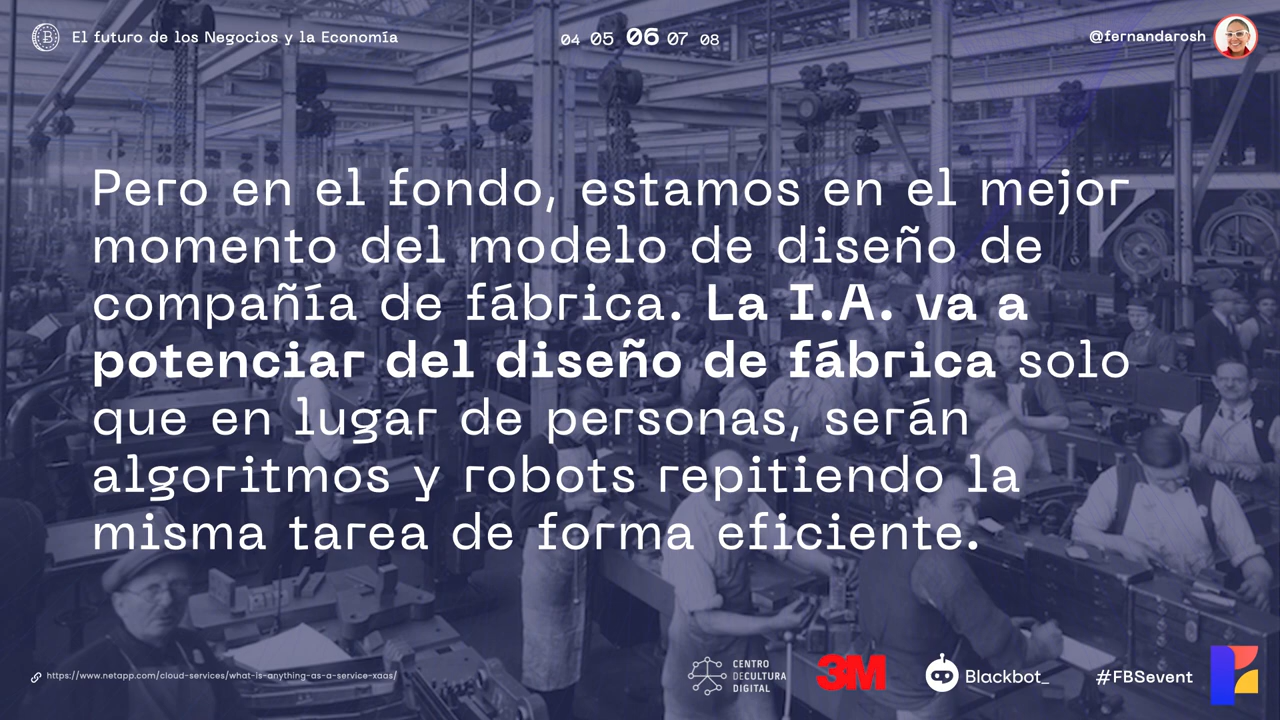 El futuro de los Negocios y la Economía
04 05 06 07 08
@fernandarosh
Pero en el fondo, estamos en el mejor
momento del modelo de diseño de
compañía de fábrica. La I.A. va a
potenciar del diseño de fábrica solo
que en lugar de personas, serán
algoritmos y robots repitiendo la
misma tarea de forma eficiente.
https://www.netapp.com/cloud-services/what-is-anything-as-a-service-xaas/
CENTRO
DECULTURA
DIGITAL
3M
Blackbot_
#FBSevent